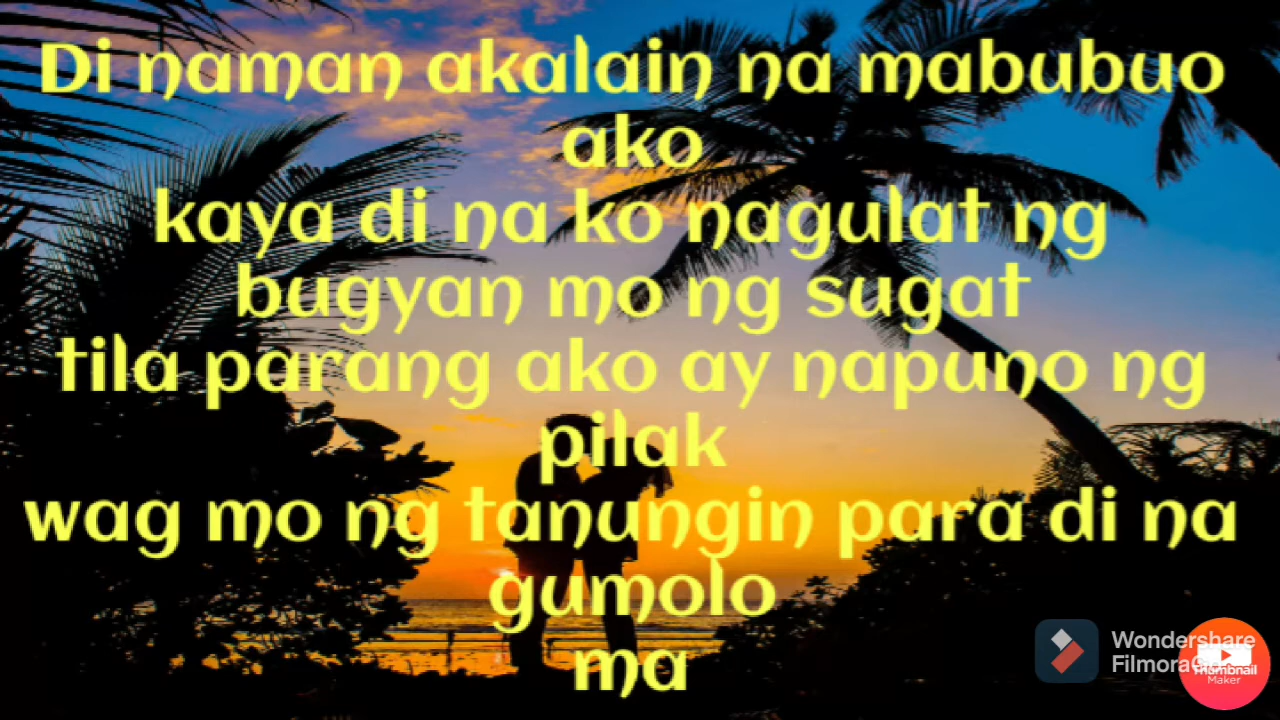 Di naman akalain na mabubuo
ako
kaya di na ko nagulat ng
bugyan mo ng sugat
tila parang ako ay napuno ng
pilak
wag mo ng tanungin para di na
gumolo
ma
Wondershare
Filmora
Thumbnail
Maker